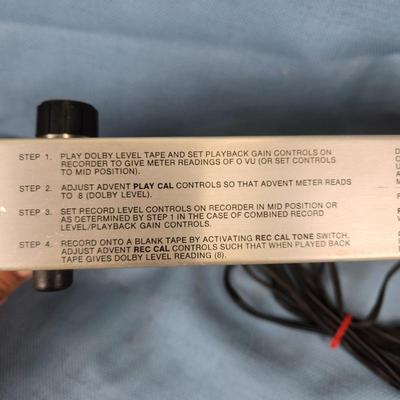 STEP 1. PLAY DOLBY LEVEL TAPE AND SET PLAYBACK GAIN CONTROLS ON
RECORDER TO GIVE METER READINGS OF O VU (OR SET CONTROLS
TO MID POSITION).
STEP 2. ADJUST ADVENT PLAY CAL CONTROLS SO THAT ADVENT METER READS
TO 8 (DOLBY LEVEL).
STEP 3. SET RECORD LEVEL CONTROLS ON RECORDER IN MID POSITION OR
AS DETERMINED BY STEP 1 IN THE CASE OF COMBINED RECORD
LEVEL/PLAYBACK GAIN CONTROLS.
STEP 4. RECORD ONTO A BLANK TAPE BY ACTIVATING REC CAL TONE SWITCH.
ADJUST ADVENT REC CAL CONTROLS SUCH THAT WHEN PLAYED BACK
TAPE GIVES DOLBY LEVEL READING (8).